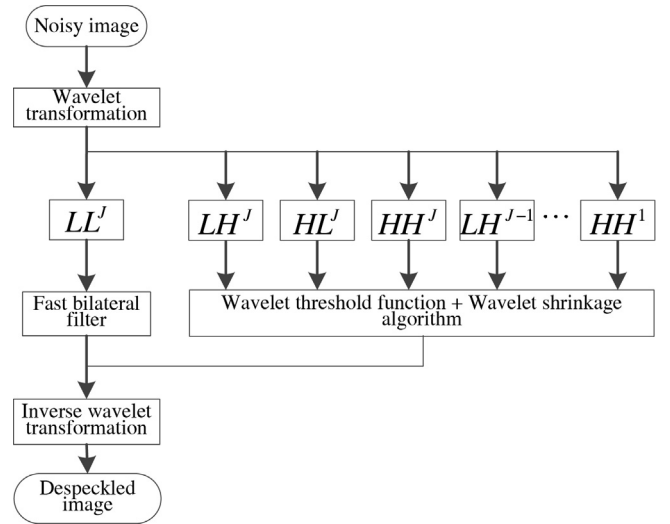 Noisy image
Wavelet
transformation
LL^J
LH^J
HL^J
HH^J
LH^{J-1}
...
HH^1
Fast bilateral
filter
Wavelet threshold function + Wavelet shrinkage
algorithm
Inverse wavelet
transformation
Despeckled
image